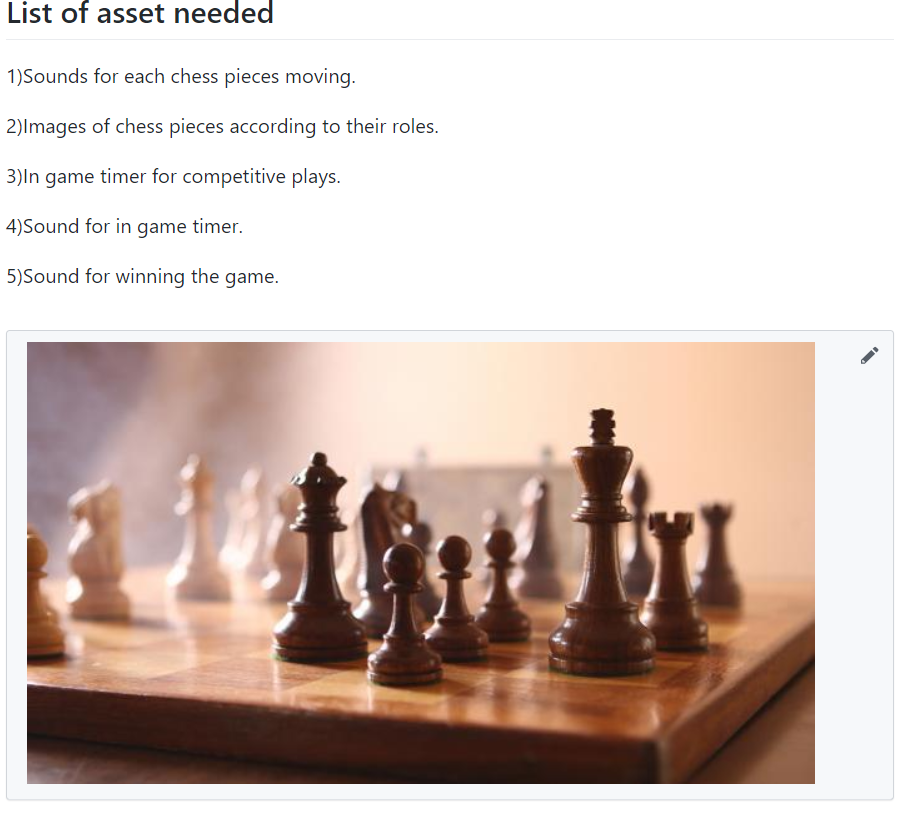 List of asset needed
1)Sounds for each chess pieces moving.
2)Images of chess pieces according to their roles.
3)In game timer for competitive plays.
4)Sound for in game timer.
5)Sound for winning the game.